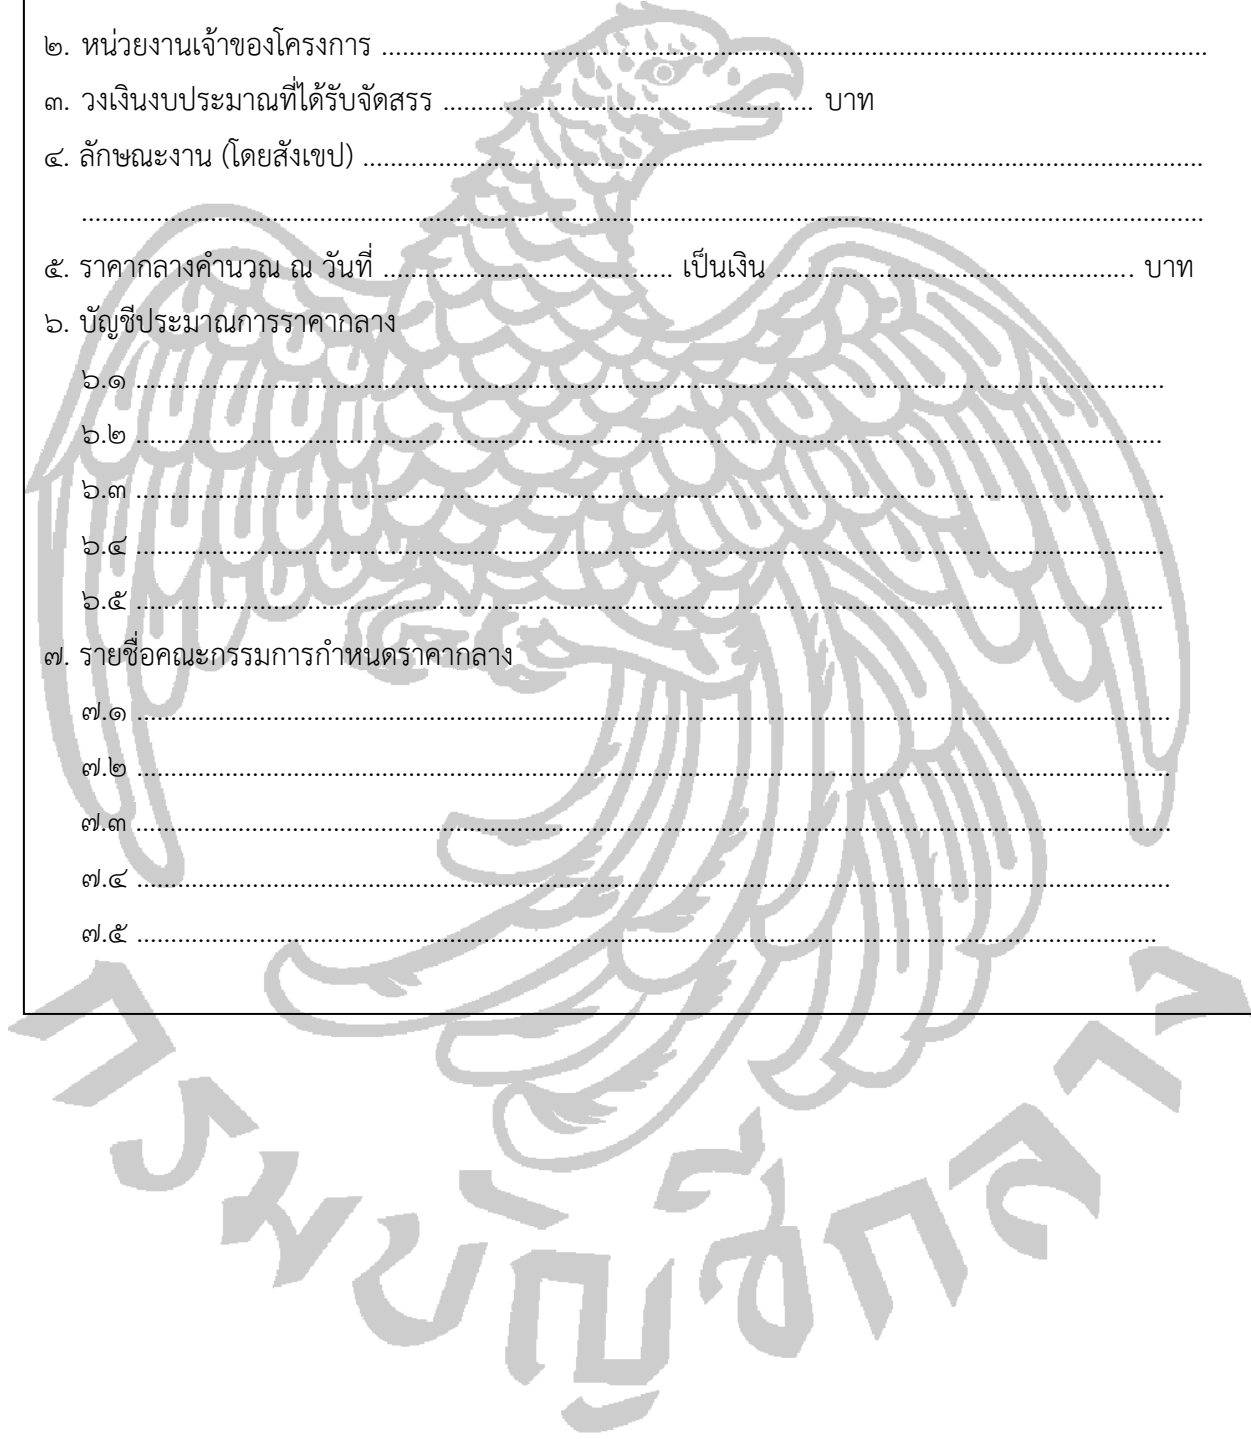 ๒. หน่วยงานเจ้าของโครงการ ................................................................
๓. วงเงินงบประมาณที่ได้รับจัดสรร ................................ บาท
๔. ลักษณะงาน (โดยสังเขป) ................................................................
................................................................................
๕. ราคากลางคำนวณ ณ วันที่ ................................ เป็นเงิน ................................ บาท
๖. บัญชีประมาณการราคากลาง
๖.๑ ................................................................
๖.๒ ................................................................
๖.๓ ................................................................
๖.๔ ................................................................
๖.๕ ................................................................
๗. รายชื่อคณะกรรมการกำหนดราคากลาง
๗.๑ ................................................................
๗.๒ ................................................................
๗.๓ ................................................................
๗.๔ ................................................................
๗.๕ ................................................................
กรมบัญชีกลาง